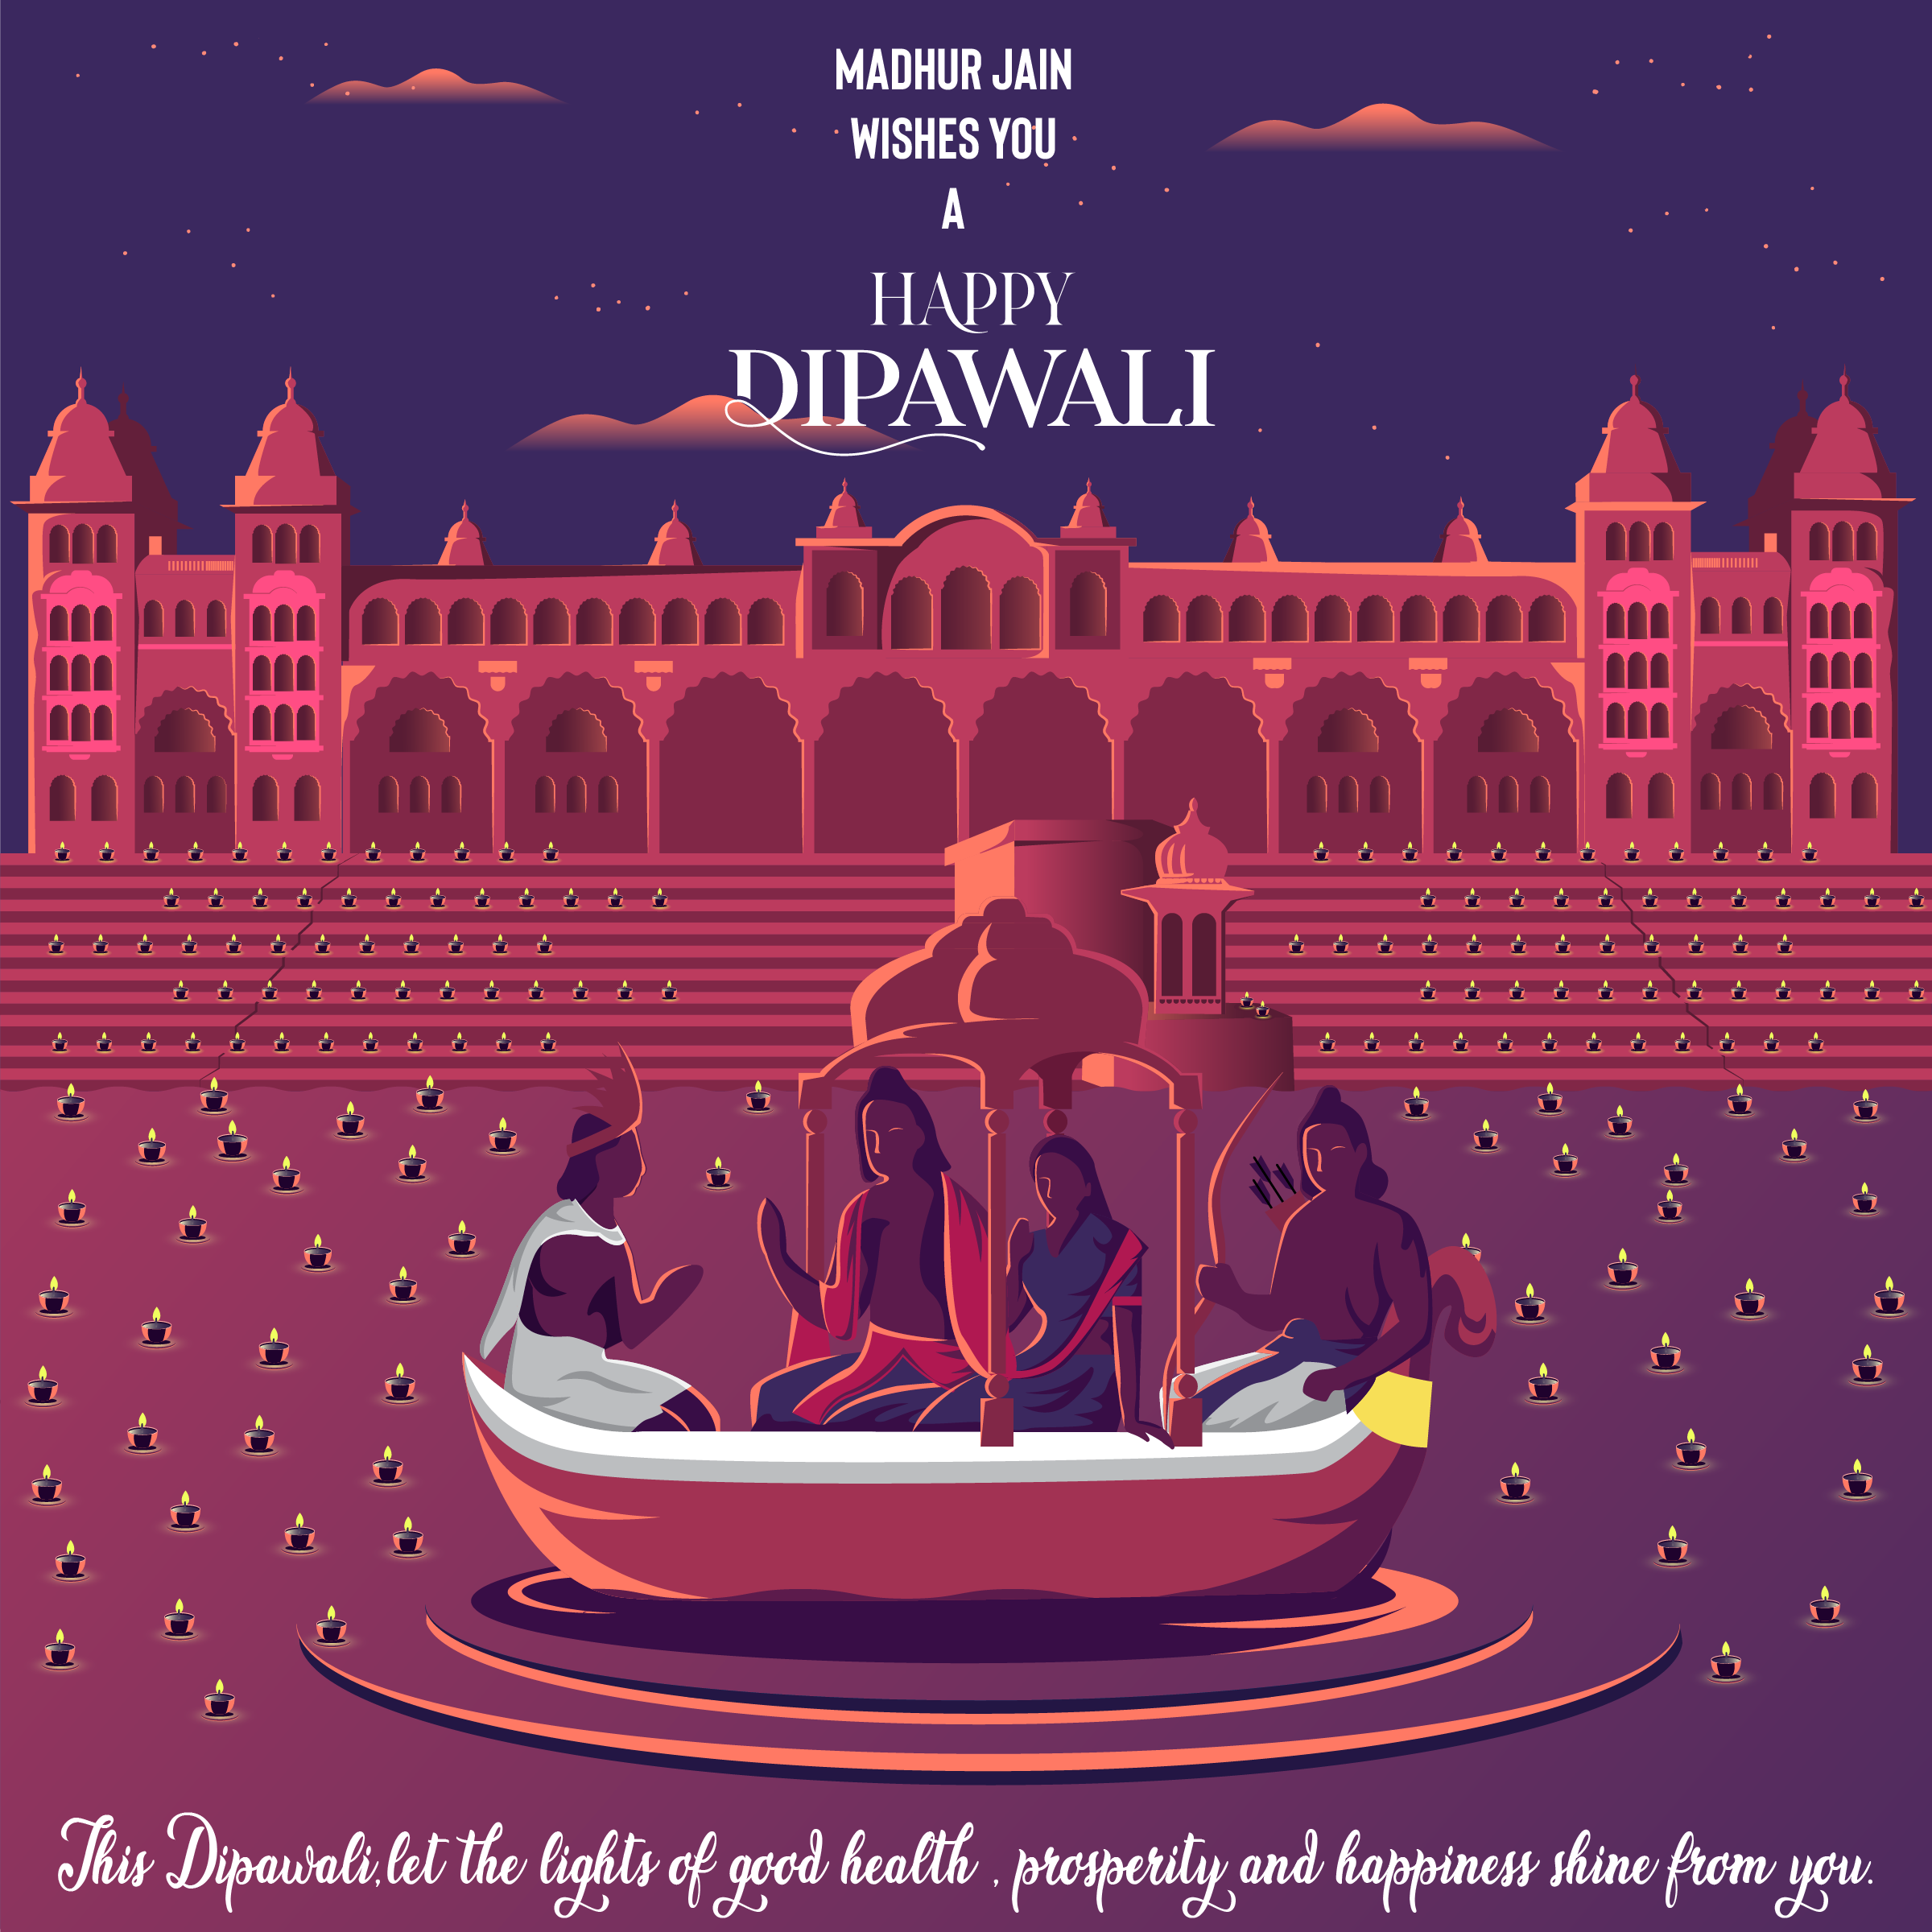 MADHUR JAIN
WISHES YOU
A
HAPPY
DIPAWALI
This Dipawali, let the lights of good health , prosperity and happiness shine from you.